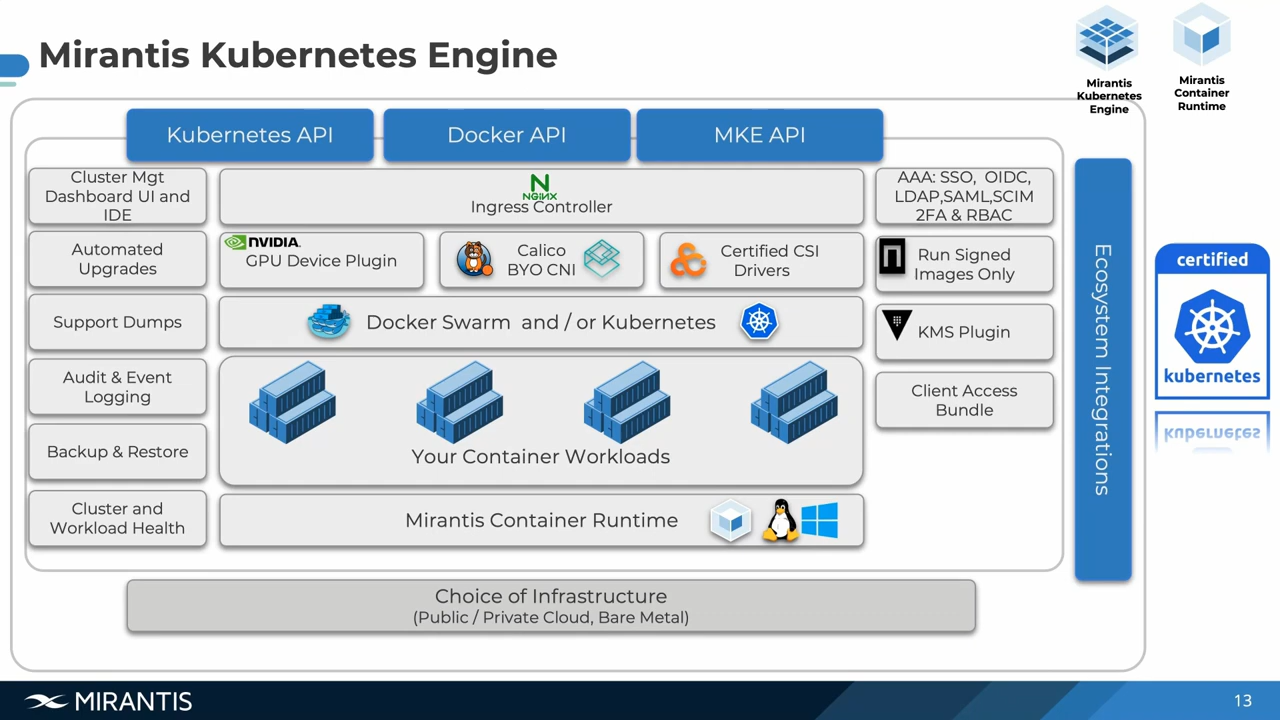 Mirantis Kubernetes Engine
Mirantis
Kubernetes
Engine
Mirantis
Container
Runtime
Kubernetes API
Docker API
MKE API
Cluster Mgt
Dashboard UI and
IDE
Automated
Upgrades
Support Dumps
Audit & Event
Logging
Backup & Restore
Cluster and
Workload Health
NGINX
Ingress Controller
NVIDIA.
GPU Device Plugin
Calico
BYO CNI
Certified CSI
Drivers
Docker Swarm and / or Kubernetes
Your Container Workloads
Mirantis Container Runtime
AAA: SSO, OIDC,
LDAP,SAML,SCIM
2FA & RBAC
Run Signed
Images Only
KMS Plugin
Client Access
Bundle
Ecosystem Integrations
certified
kubernetes
Choice of Infrastructure
(Public / Private Cloud, Bare Metal)
MIRANTIS
13